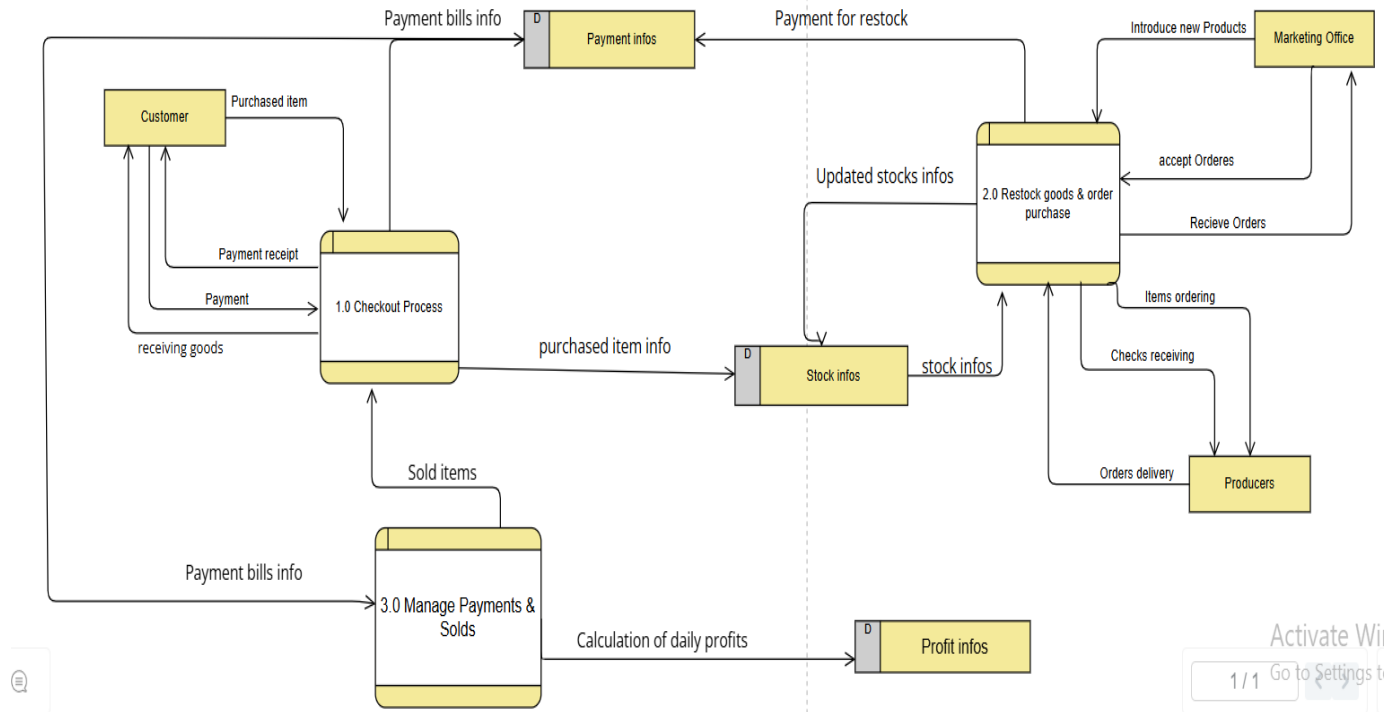 Payment bills info
D
Payment infos
Payment for restock
Introduce new Products
Marketing Office
Customer
Purchased item
accept Orderes
Updated stocks infos
2.0 Restock goods & order
purchase
Recieve Orders
Payment receipt
Payment
1.0 Checkout Process
receiving goods
Items ordering
purchased item info
D
Stock infos
stock infos
Checks receiving
Sold items
Orders delivery
Producers
Payment bills info
3.0 Manage Payments &
Solds
Calculation of daily profits
D
Profit infos
Activate Wi
Go to Settings t
1 / 1